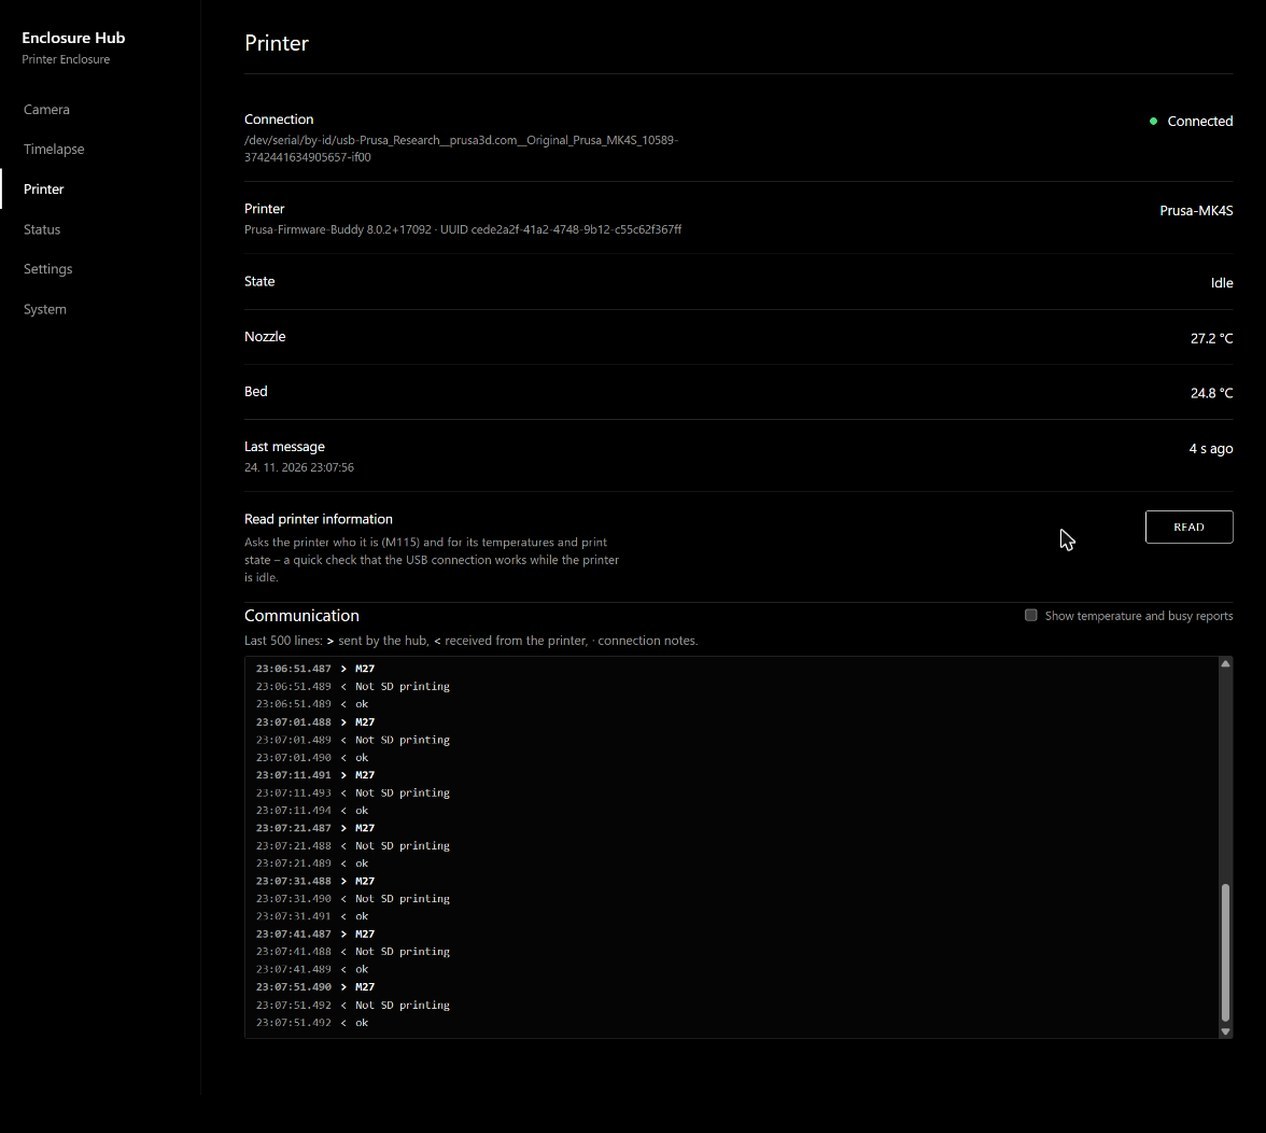 Enclosure Hub
Printer Enclosure
Camera
Timelapse
Printer
Status
Settings
System
Printer
Connection
/dev/serial/by-id/usb-Prusa_Research__prusa3d.com__Original_Prusa_MK4S_10589-
3742441634905657-if00
Connected
Printer
Prusa-Firmware-Buddy 8.0.2+17092 · UUID cede2a2f-41a2-4748-9b12-c55c62f367ff
Prusa-MK4S
State
Idle
Nozzle
27.2 °C
Bed
24.8 °C
Last message
24. 11. 2026 23:07:56
4 s ago
Read printer information
Asks the printer who it is (M115) and for its temperatures and print
state – a quick check that the USB connection works while the printer
is idle.
READ
Communication
Show temperature and busy reports
Last 500 lines: > sent by the hub, < received from the printer, · connection notes.
23:06:51.487 > M27
23:06:51.489 < Not SD printing
23:06:51.489 < ok
23:07:01.488 > M27
23:07:01.489 < Not SD printing
23:07:01.490 < ok
23:07:11.491 > M27
23:07:11.493 < Not SD printing
23:07:11.494 < ok
23:07:21.487 > M27
23:07:21.488 < Not SD printing
23:07:21.489 < ok
23:07:31.488 > M27
23:07:31.490 < Not SD printing
23:07:31.491 < ok
23:07:41.487 > M27
23:07:41.488 < Not SD printing
23:07:41.489 < ok
23:07:51.490 > M27
23:07:51.492 < Not SD printing
23:07:51.492 < ok